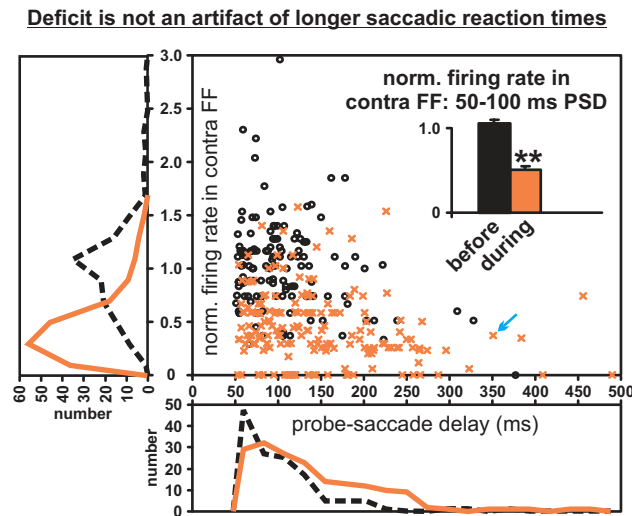 Deficit is not an artifact of longer saccadic reaction times
3.0
2.5
2.0
1.5
1.0
0.5
0
norm. firing rate in contra FF
norm. firing rate in
contra FF: 50-100 ms PSD
1.0
0
**
before
during
60 50 40 30 20 10 0
number
0 50 100 150 200 250 300 350 400 450 500
probe-saccade delay (ms)
50
40
30
20
10
0
number